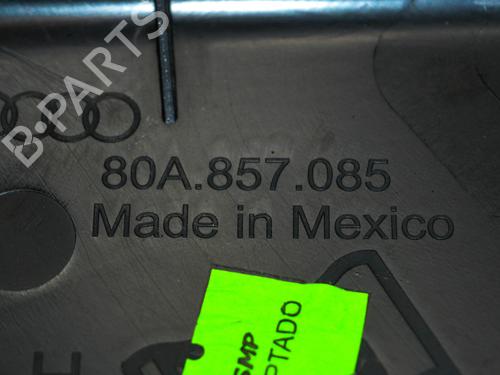 B-PARTS
80A.857.085
Made in Mexico
SMP
PTADO
H